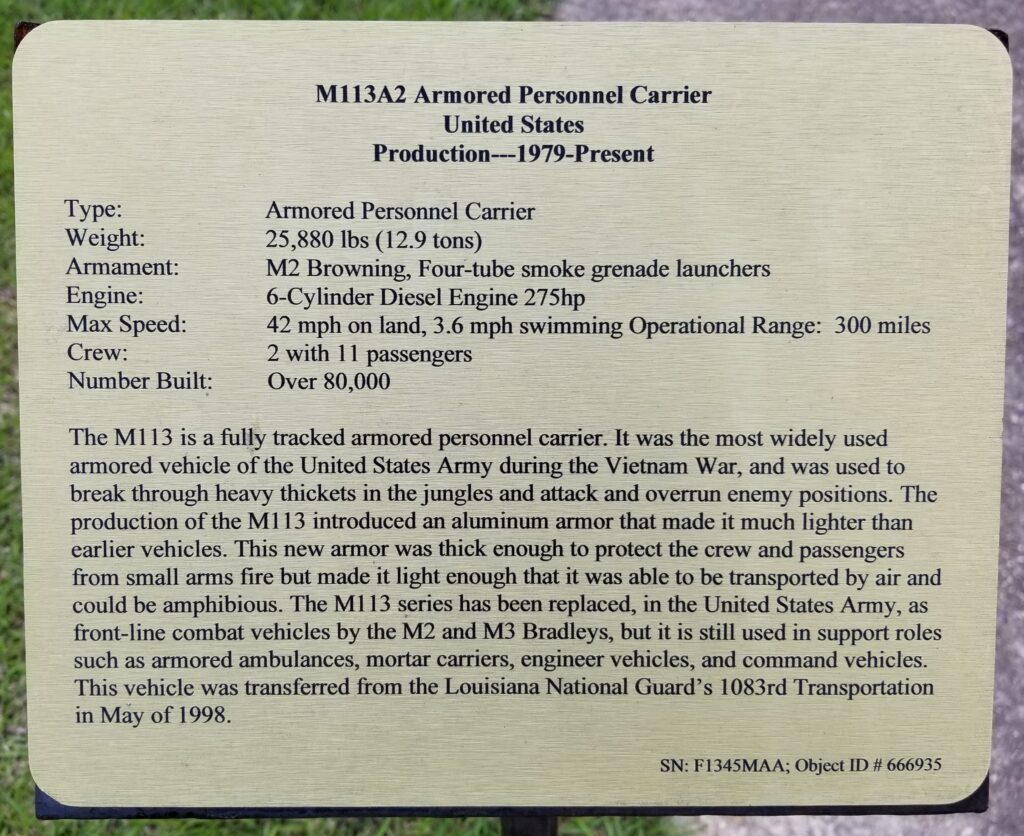 M113A2 Armored Personnel Carrier
United States
Production---1979-Present
Type: Armored Personnel Carrier
Weight: 25,880 lbs (12.9 tons)
Armament: M2 Browning, Four-tube smoke grenade launchers
Engine: 6-Cylinder Diesel Engine 275hp
Max Speed: 42 mph on land, 3.6 mph swimming Operational Range: 300 miles
Crew: 2 with 11 passengers
Number Built: Over 80,000
The M113 is a fully tracked armored personnel carrier. It was the most widely used
armored vehicle of the United States Army during the Vietnam War, and was used to
break through heavy thickets in the jungles and attack and overrun enemy positions. The
production of the M113 introduced an aluminum armor that made it much lighter than
earlier vehicles. This new armor was thick enough to protect the crew and passengers
from small arms fire but made it light enough that it was able to be transported by air and
could be amphibious. The M113 series has been replaced, in the United States Army, as
front-line combat vehicles by the M2 and M3 Bradleys, but it is still used in support roles
such as armored ambulances, mortar carriers, engineer vehicles, and command vehicles.
This vehicle was transferred from the Louisiana National Guard's 1083rd Transportation
in May of 1998.
SN: F1345MAA; Object ID # 666935